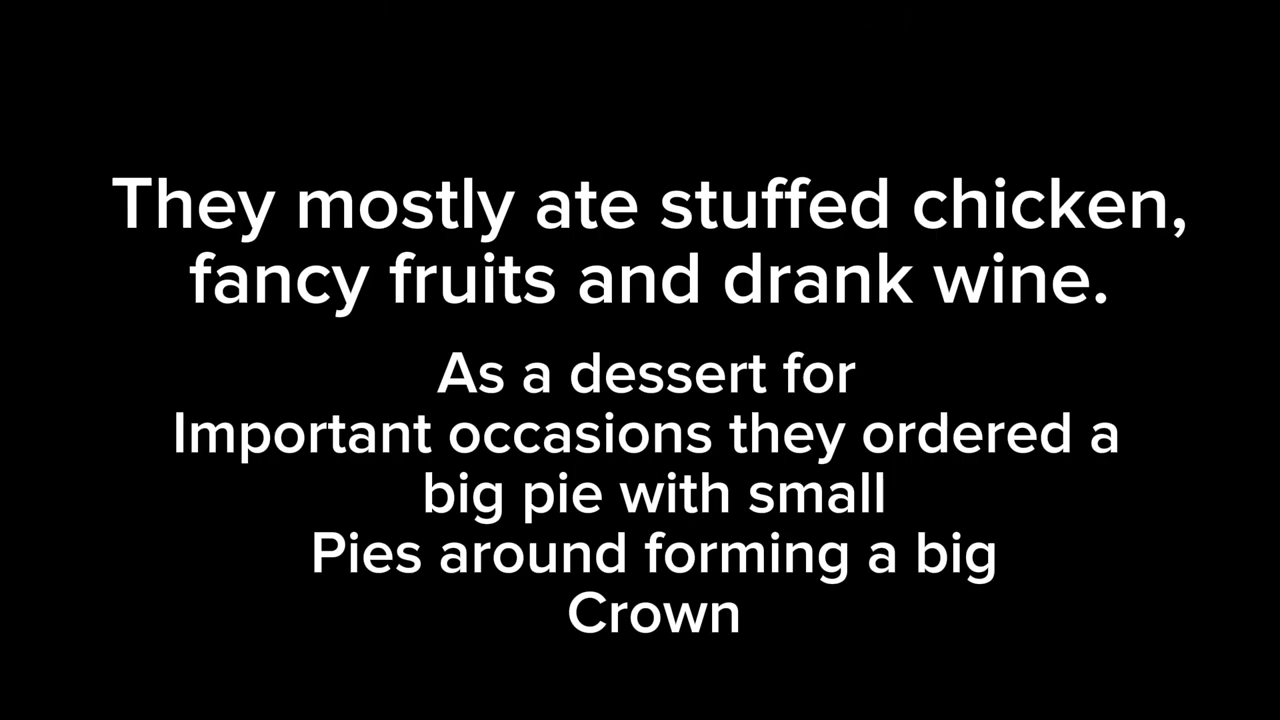 They mostly ate stuffed chicken,
fancy fruits and drank wine.
As a dessert for
Important occasions they ordered a
big pie with small
Pies around forming a big
Crown